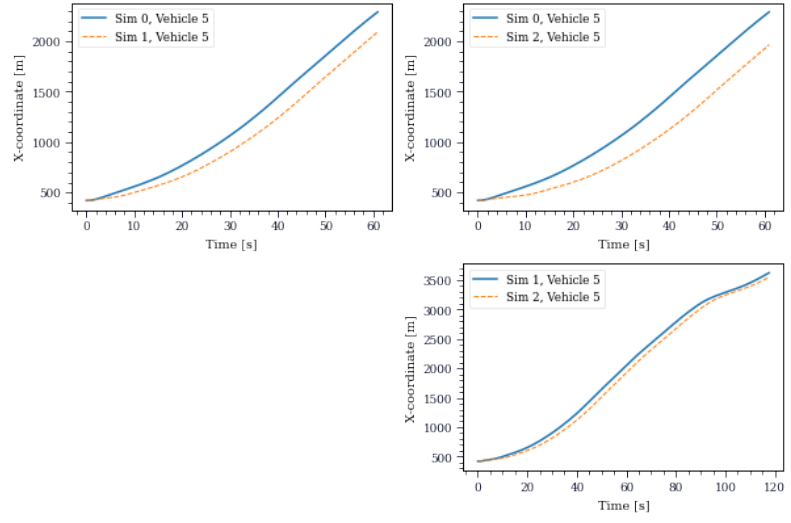 Sim 0, Vehicle 5
Sim 1, Vehicle 5
2000
1500
1000
500
X-coordinate [m]
0 10 20 30 40 50 60
Time [s]
Sim 0, Vehicle 5
Sim 2, Vehicle 5
2000
1500
1000
500
X-coordinate [m]
0 10 20 30 40 50 60
Time [s]
Sim 1, Vehicle 5
Sim 2, Vehicle 5
3500
3000
2500
2000
1500
1000
500
X-coordinate [m]
0 20 40 60 80 100 120
Time [s]